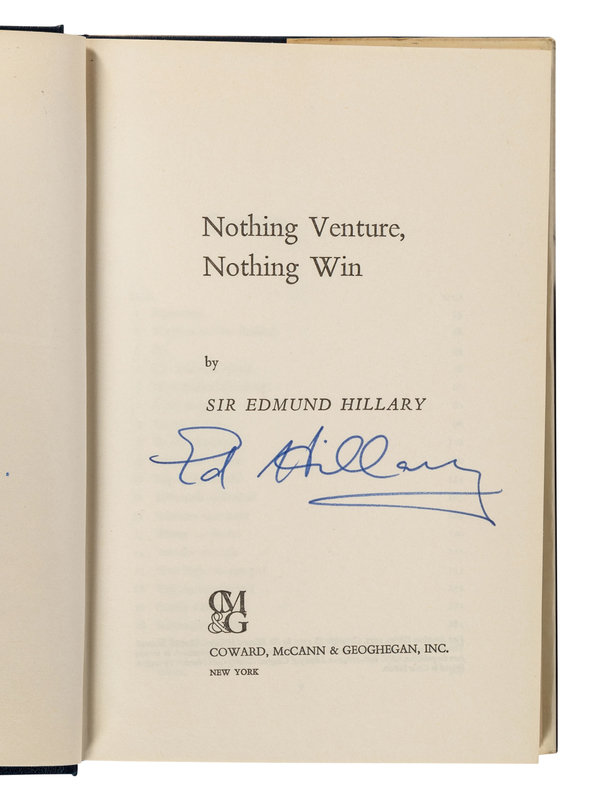 Nothing Venture,
Nothing Win
by
SIR EDMUND HILLARY
Ed Hillary
CM
&G
COWARD, McCANN & GEOGHEGAN, INC.
NEW YORK